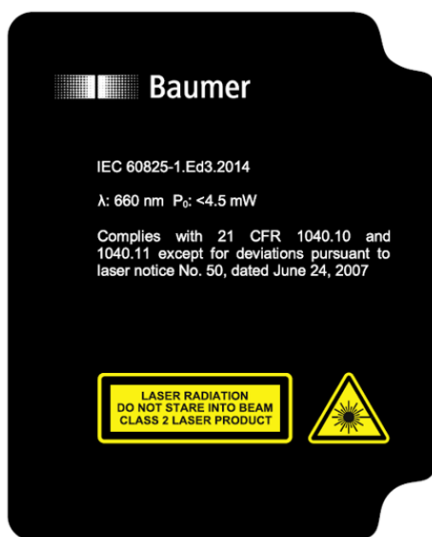 Baumer
IEC 60825-1.Ed3.2014
λ: 660 nm P₀: <4.5 mW
Complies with 21 CFR 1040.10 and
1040.11 except for deviations pursuant to
laser notice No. 50, dated June 24, 2007
LASER RADIATION
DO NOT STARE INTO BEAM
CLASS 2 LASER PRODUCT